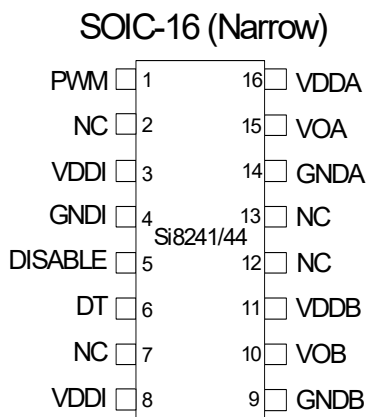 SOIC-16 (Narrow)
PWM 1 16 VDDA
NC 2 15 VOA
VDDI 3 14 GNDA
GNDI 4 13 NC
Si8241/44
DISABLE 5 12 NC
DT 6 11 VDDB
NC 7 10 VOB
VDDI 8 9 GNDB